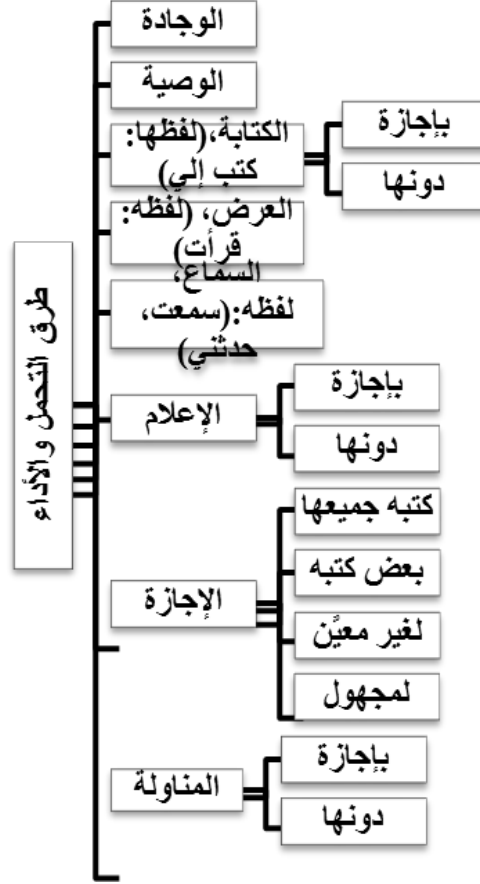 طرق التحمل والأداء
الوجادة
الوصية
الكتابة،(لفظها:
كتب إلي)
بإجازة
دونها
العرض، (لفظه:
قرأت)
السماع،
لفظه:(سمعت،
حدثني)
الإعلام
بإجازة
دونها
الإجازة
كتبه جميعها
بعض كتبه
لغير معيَّن
لمجهول
المناولة
بإجازة
دونها